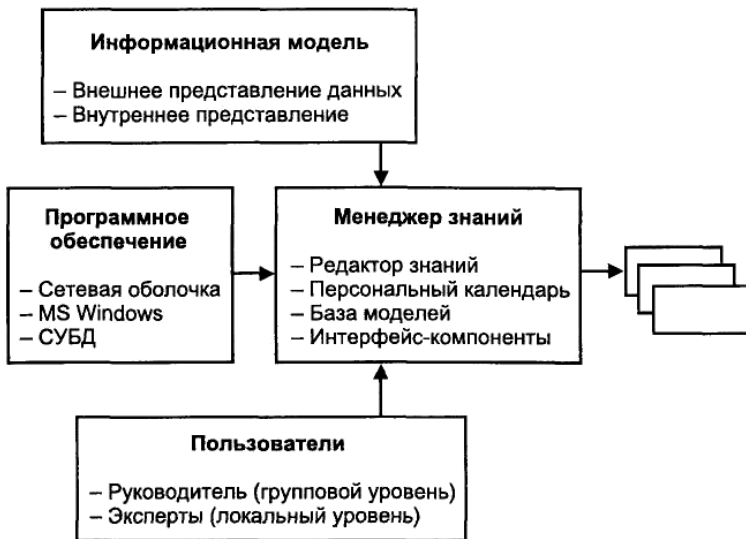 Информационная модель
– Внешнее представление данных
– Внутреннее представление
Программное
обеспечение
– Сетевая оболочка
– MS Windows
– СУБД
Менеджер знаний
– Редактор знаний
– Персональный календарь
– База моделей
– Интерфейс-компоненты
Пользователи
– Руководитель (групповой уровень)
– Эксперты (локальный уровень)